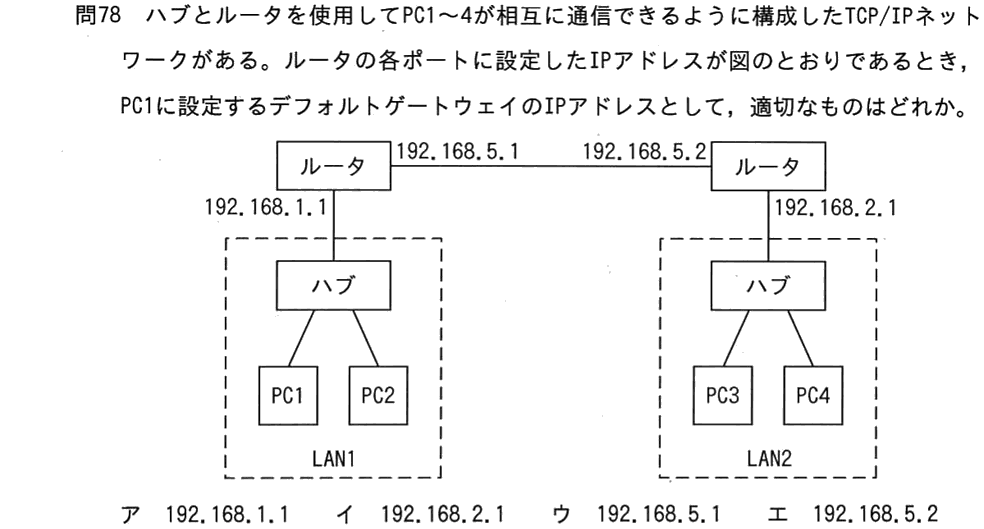 問78 ハブとルータを使用してPC1～4が相互に通信できるように構成したTCP/IPネット
ワークがある。ルータの各ポートに設定したIPアドレスが図のとおりであるとき，
PC1に設定するデフォルトゲートウェイのIPアドレスとして，適切なものはどれか。
ルータ 192.168.5.1 192.168.5.2 ルータ
192.168.1.1 192.168.2.1
ハブ ハブ
PC1 PC2 PC3 PC4
LAN1 LAN2
ア 192.168.1.1 イ 192.168.2.1 ウ 192.168.5.1 エ 192.168.5.2